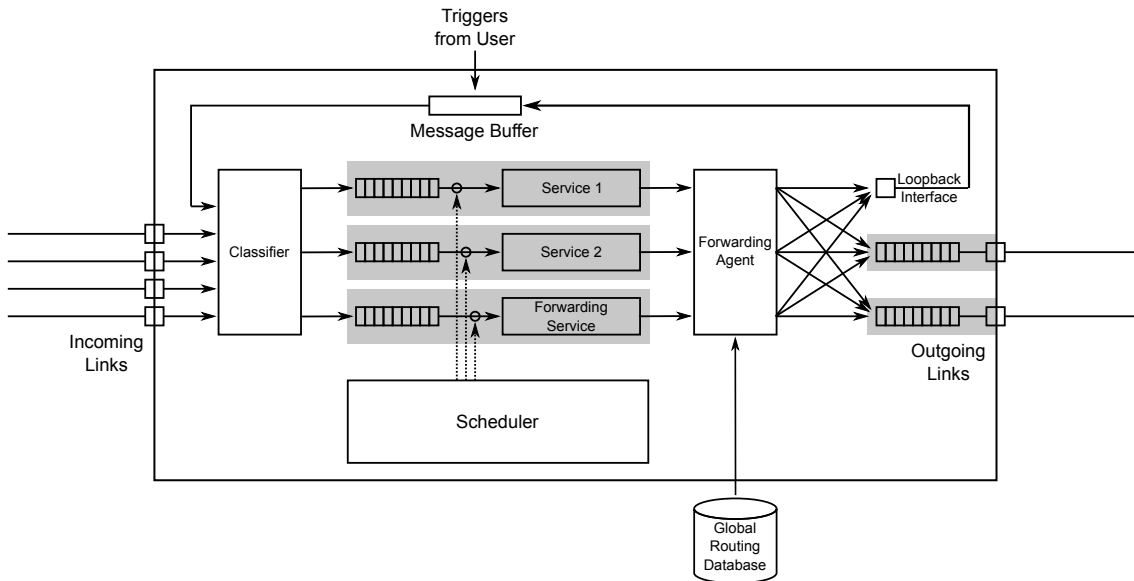 Triggers
from User
Message Buffer
Service 1
Loopback
Interface
Classifier
Service 2
Forwarding
Agent
Forwarding
Service
Incoming
Links
Outgoing
Links
Scheduler
Global
Routing
Database